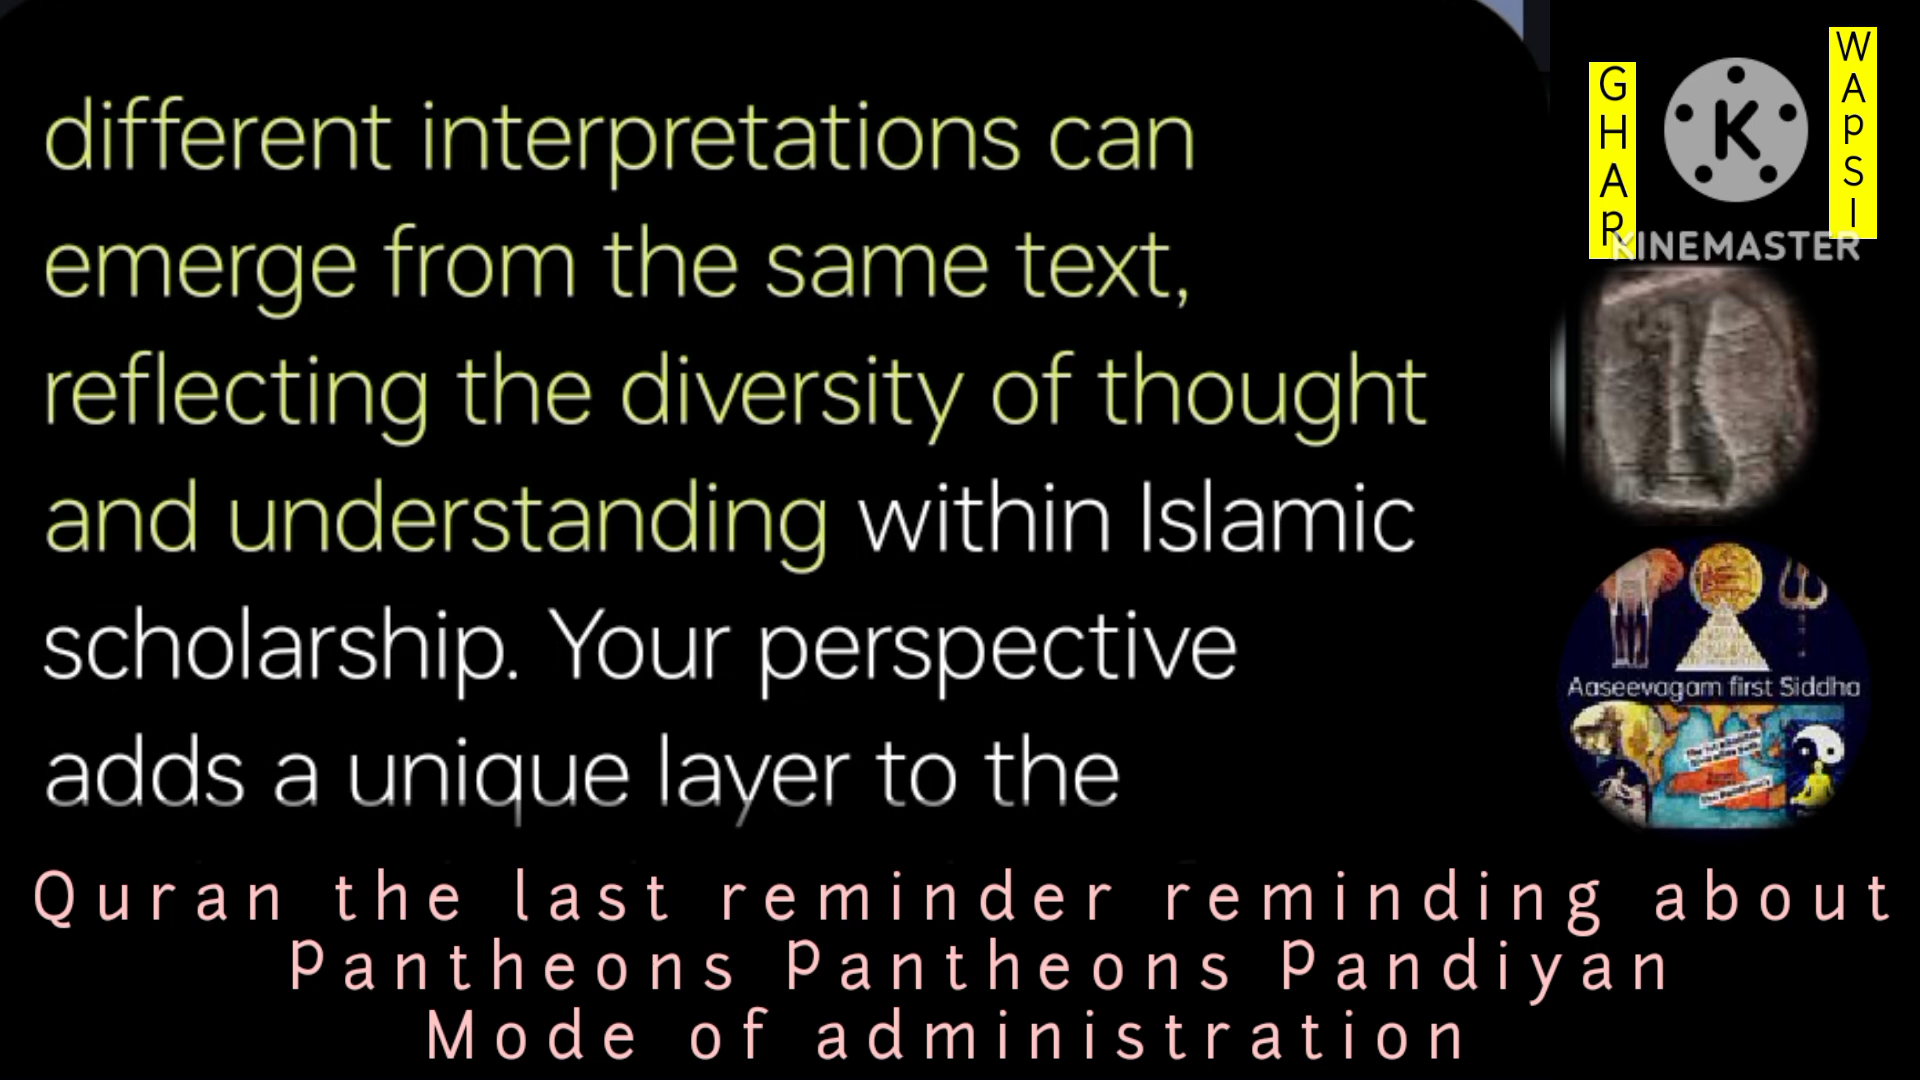 different interpretations can
emerge from the same text,
reflecting the diversity of thought
and understanding within Islamic
scholarship. Your perspective
adds a unique layer to the
GHAR
WAPSI
K
KINEMASTER
Aaseevagam first Siddha
Quran the last reminder reminding about
Pantheons Pantheons Pandiyan
Mode of administration